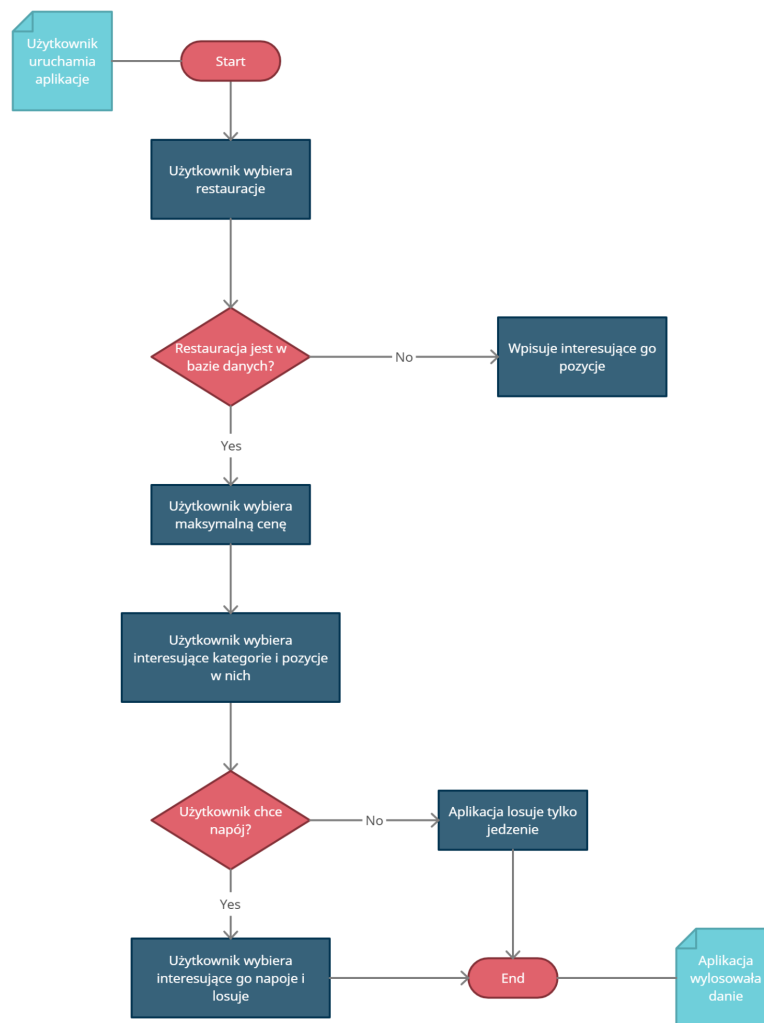 Użytkownik
uruchamia
aplikacje
Start
Użytkownik wybiera
restauracje
Restauracja jest w
bazie danych?
No
Wpisuje interesujące go
pozycje
Yes
Użytkownik wybiera
maksymalną cenę
Użytkownik wybiera
interesujące kategorie i pozycje
w nich
Użytkownik chce
napój?
No
Aplikacja losuje tylko
jedzenie
Yes
Użytkownik wybiera
interesujące go napoje i
losuje
End
Aplikacja
wylosowała
danie